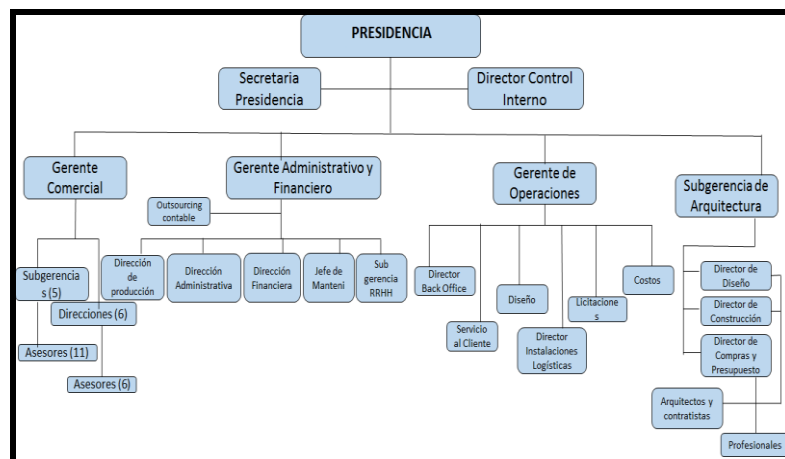 PRESIDENCIA
Secretaria
Presidencia
Director Control
Interno
Gerente
Comercial
Gerente Administrativo y
Financiero
Gerente de
Operaciones
Subgerencia de
Arquitectura
Outsourcing
contable
Subgerencia
s (5)
Direcciones (6)
Asesores (11)
Asesores (6)
Dirección
de
producción
Dirección
Administrativa
Dirección
Financiera
Jefe de
Manteni
Sub
gerencia
RRHH
Director
Back Office
Servicio
al Cliente
Diseño
Director
Instalaciones
Logísticas
Licitacione
s
Costos
Director de
Diseño
Director de
Construcción
Director de
Compras y
Presupuesto
Arquitectos y
contratistas
Profesionales